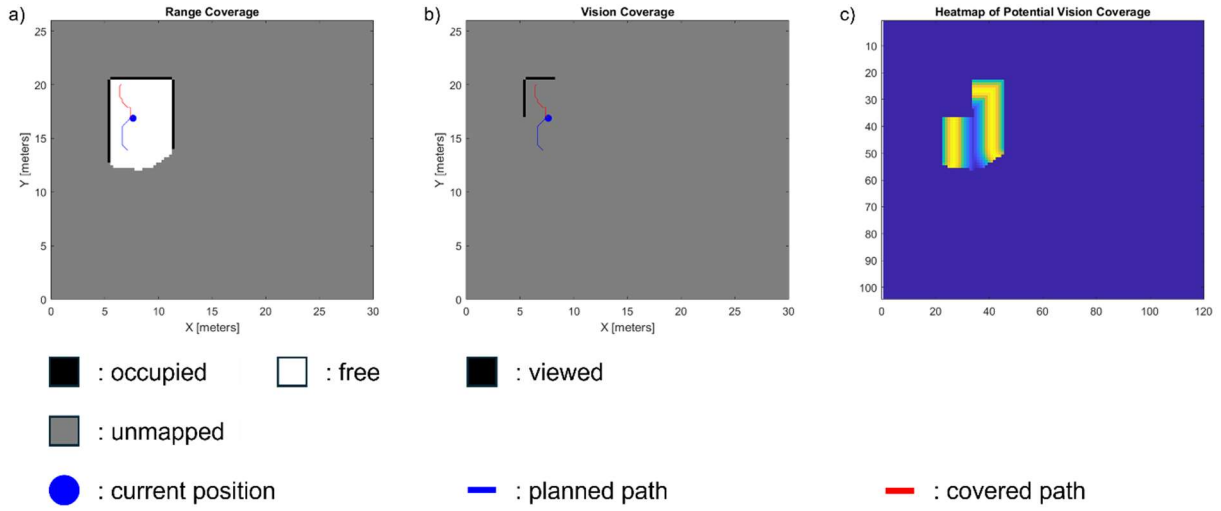 a)
Range Coverage
25
20
15
10
5
0
Y [meters]
0 5 10 15 20 25 30
X [meters]
b)
Vision Coverage
25
20
15
10
5
0
Y [meters]
0 5 10 15 20 25 30
X [meters]
c)
Heatmap of Potential Vision Coverage
10
20
30
40
50
60
70
80
90
100
0 20 40 60 80 100 120
: occupied
: free
: viewed
: unmapped
: current position
: planned path
: covered path